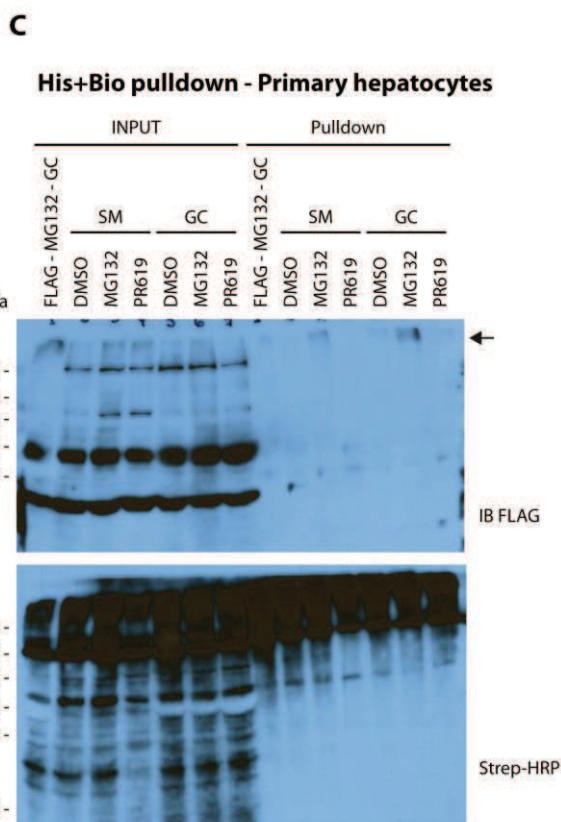 C
His+Bio pulldown - Primary hepatocytes
INPUT Pulldown
SM GC SM GC
FLAG - MG132 - GC DMSO MG132 PR619 DMSO MG132 PR619 FLAG - MG132 - GC DMSO MG132 PR619 DMSO MG132 PR619
a
IB FLAG
Strep-HRP